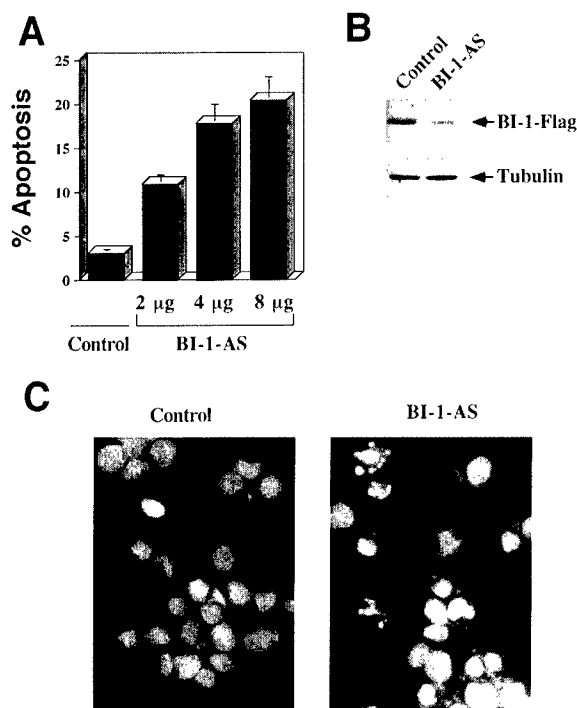 A
25
20
15
10
5
0
% Apoptosis
2 µg 4 µg 8 µg
Control BI-1-AS
B
Control BI-1-AS
BI-1-Flag
Tubulin
C
Control BI-1-AS